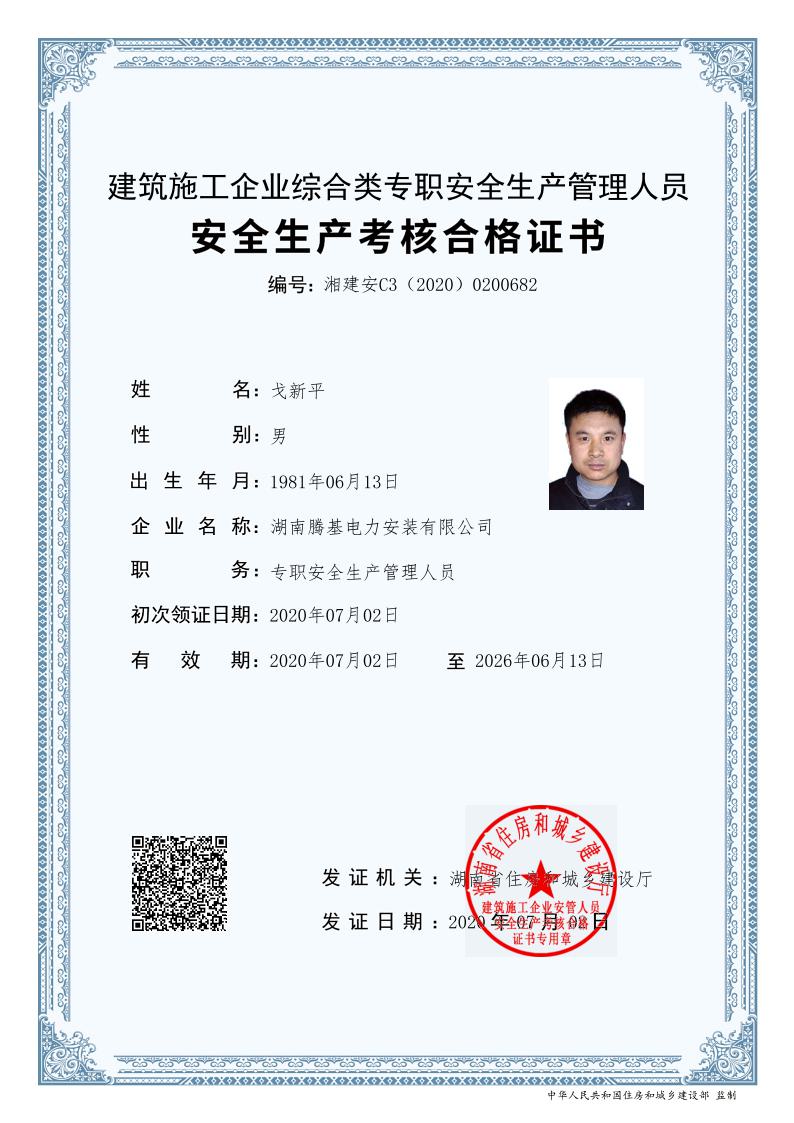 建筑施工企业综合类专职安全生产管理人员
安全生产考核合格证书
编号: 湘建安C3（2020）0200682
姓 名: 戈新平
性 别: 男
出 生 年 月: 1981年06月13日
企 业 名 称: 湖南腾基电力安装有限公司
职 务: 专职安全生产管理人员
初次领证日期: 2020年07月02日
有 效 期: 2020年07月02日 至 2026年06月13日
发 证 机 关 : 湖南省住房和城乡建设厅
发 证 日 期 : 2020 年 07 月 03 日
湖南省住房和城乡建设厅
建筑施工企业安管人员
安全生产考核合格
证书专用章
中华人民共和国住房和城乡建设部 监制